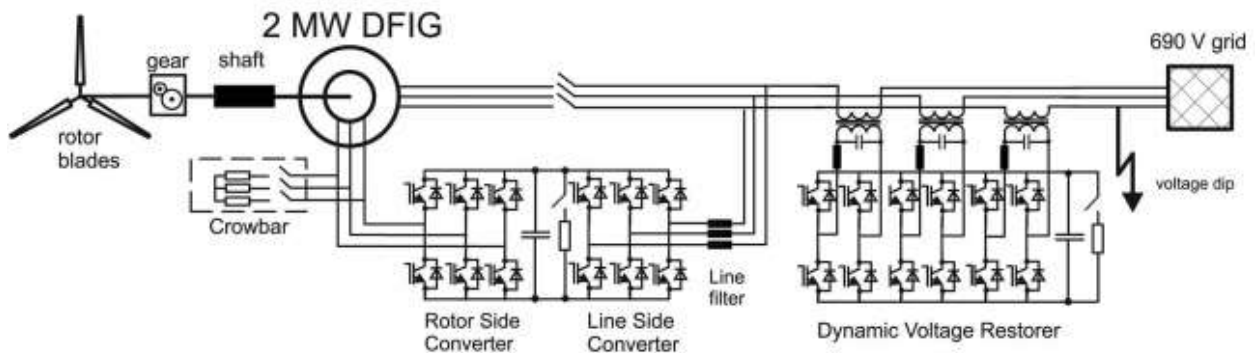 2 MW DFIG
690 V grid
gear
shaft
rotor
blades
voltage dip
Crowbar
Line
filter
Rotor Side
Converter
Line Side
Converter
Dynamic Voltage Restorer